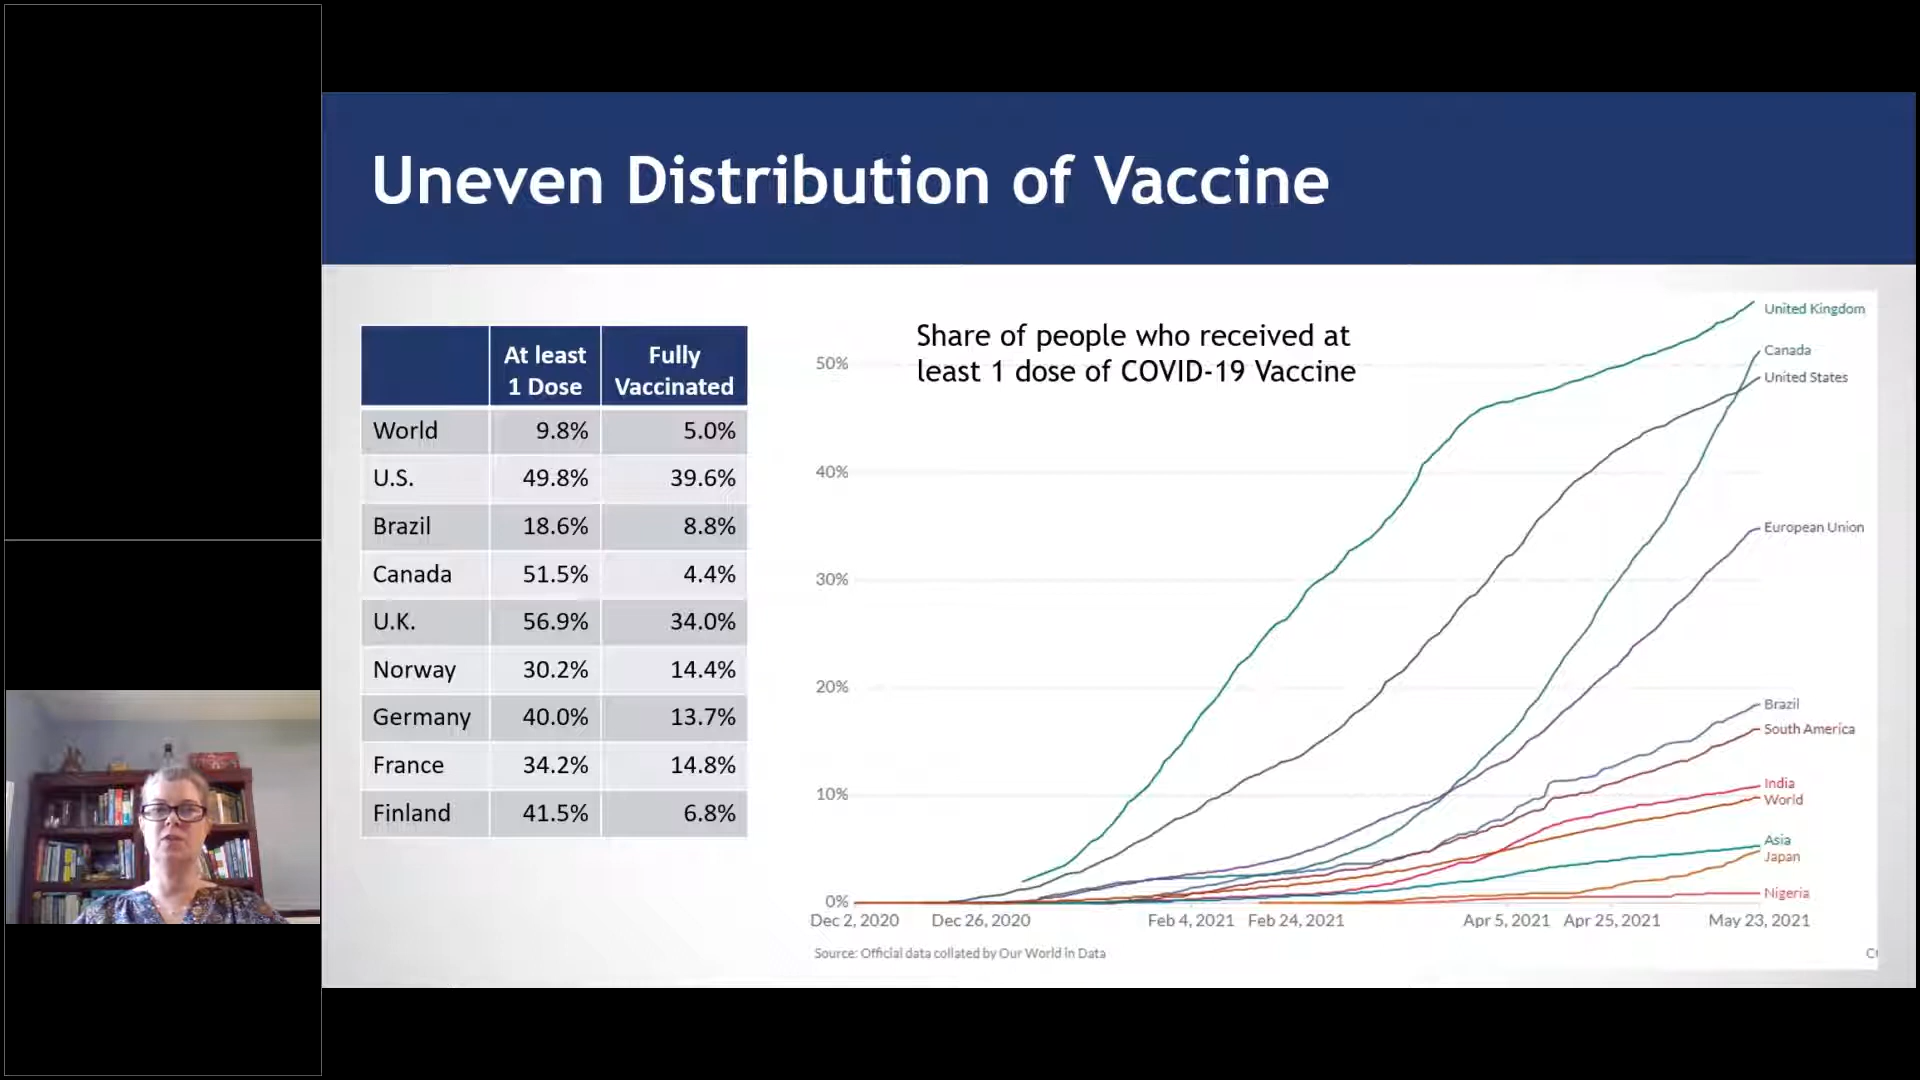 Uneven Distribution of Vaccine
At least
1 Dose
Fully
Vaccinated
World 9.8% 5.0%
U.S. 49.8% 39.6%
Brazil 18.6% 8.8%
Canada 51.5% 4.4%
U.K. 56.9% 34.0%
Norway 30.2% 14.4%
Germany 40.0% 13.7%
France 34.2% 14.8%
Finland 41.5% 6.8%
Share of people who received at
least 1 dose of COVID-19 Vaccine
50%
40%
30%
20%
10%
0%
United Kingdom
Canada
United States
European Union
Brazil
South America
India
World
Asia
Japan
Nigeria
Dec 2, 2020 Dec 26, 2020 Feb 4, 2021 Feb 24, 2021 Apr 5, 2021 Apr 25, 2021 May 23, 2021
Source: Official data collated by Our World in Data